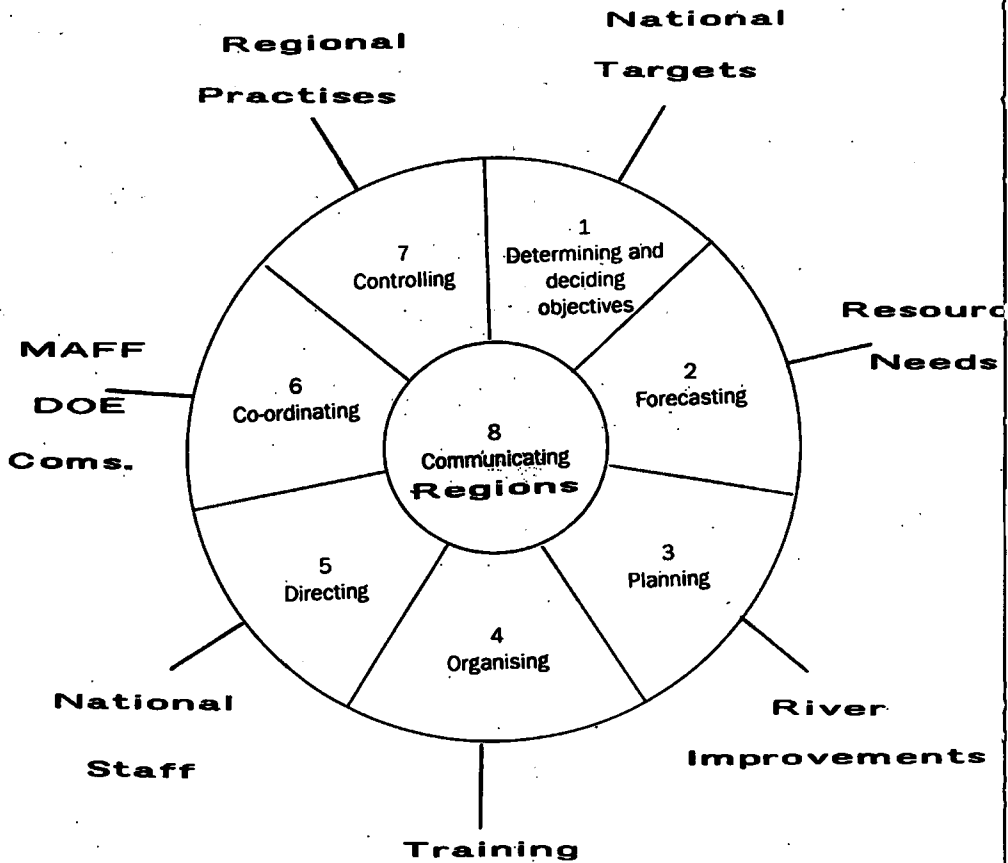 National
Targets
1
Determining and
deciding
objectives
2
Forecasting
Resourc
Needs
3
Planning
River
Improvements
4
Organising
Training
5
Directing
National
Staff
6
Co-ordinating
MAFF
DOE
Coms.
7
Controlling
Regional
Practises
8
Communicating
Regions